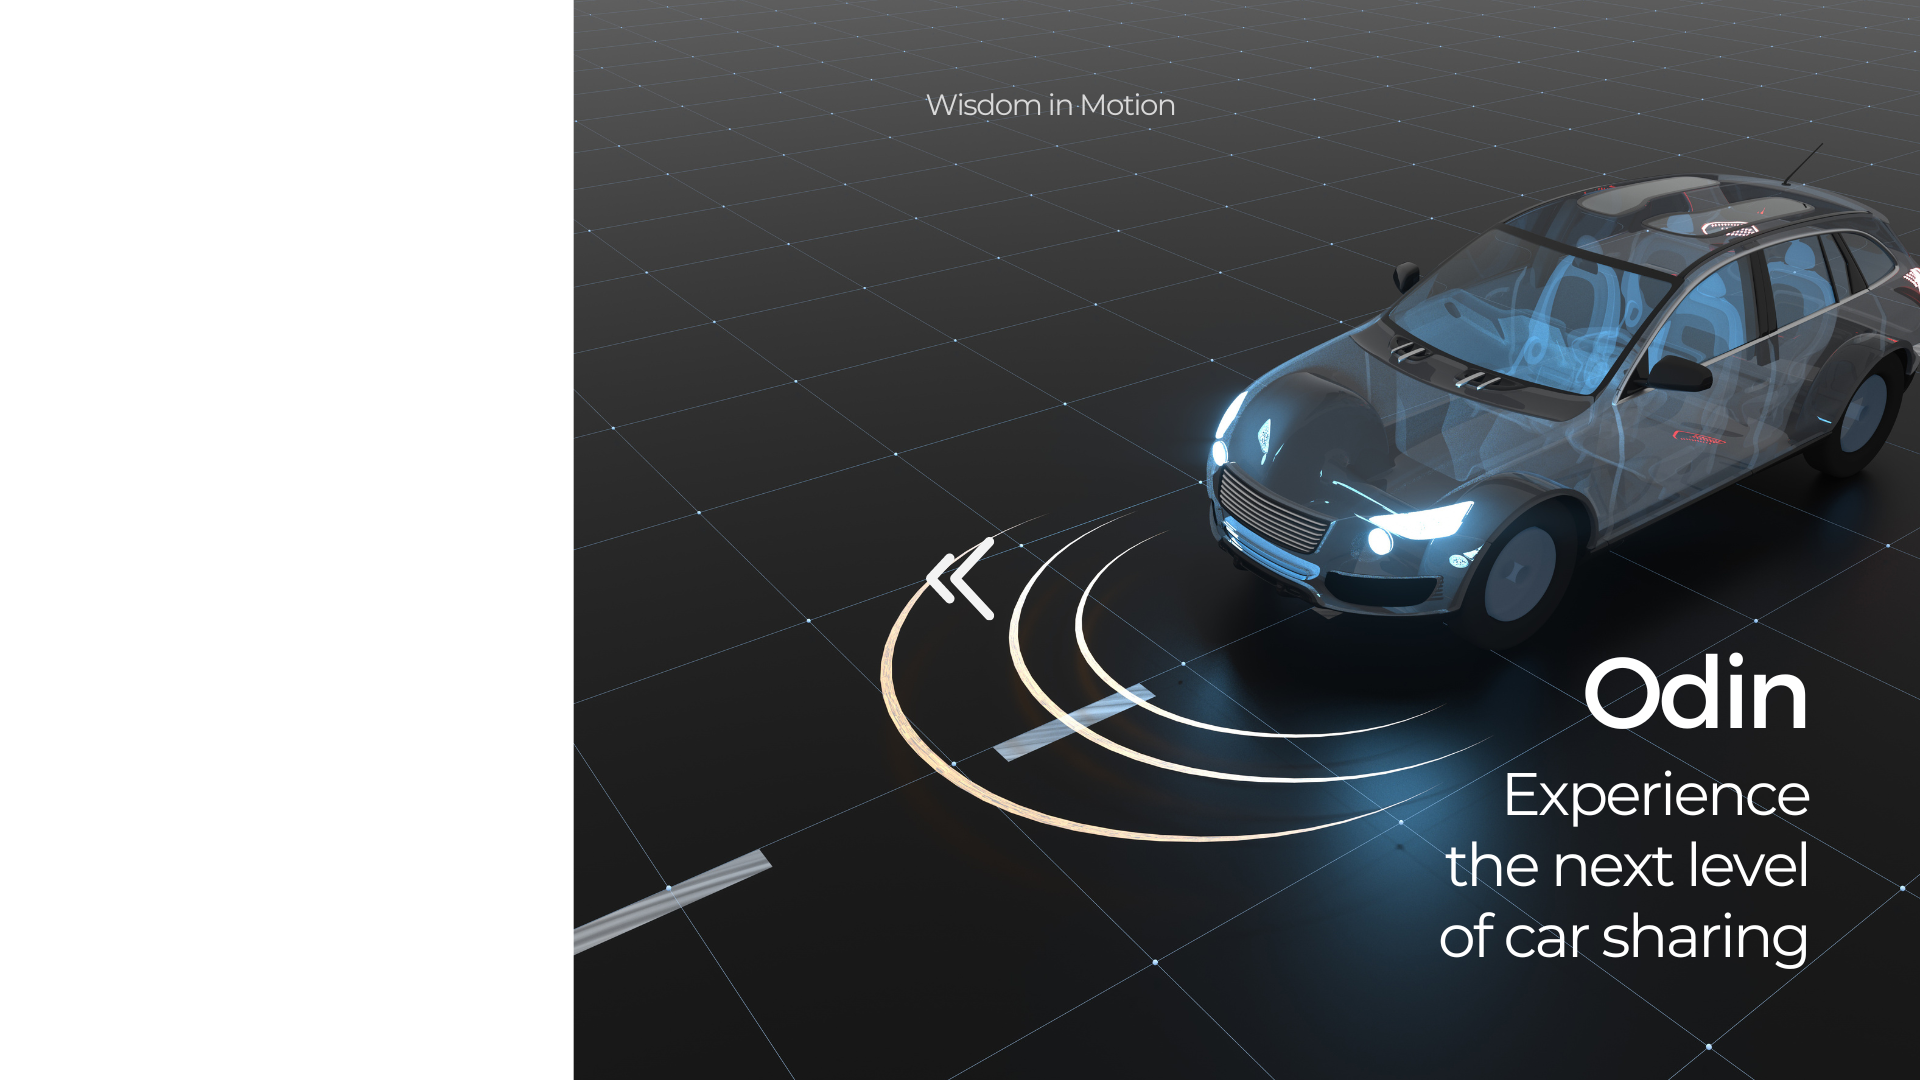 Wisdom in Motion
Odin
Experience
the next level
of car sharing